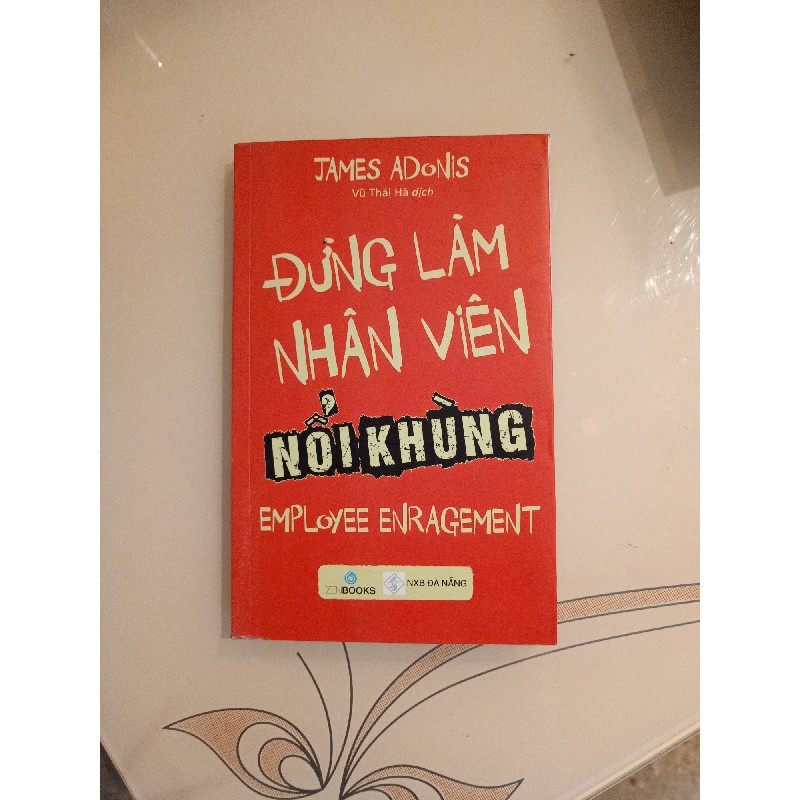 JAMES ADONIS
Vũ Thái Hà dịch
ĐỪNG LÀM
NHÂN VIÊN
NỔI KHÙNG
EMPLOYEE ENRAGEMENT
ZENBOOKS NXB ĐÀ NẴNG